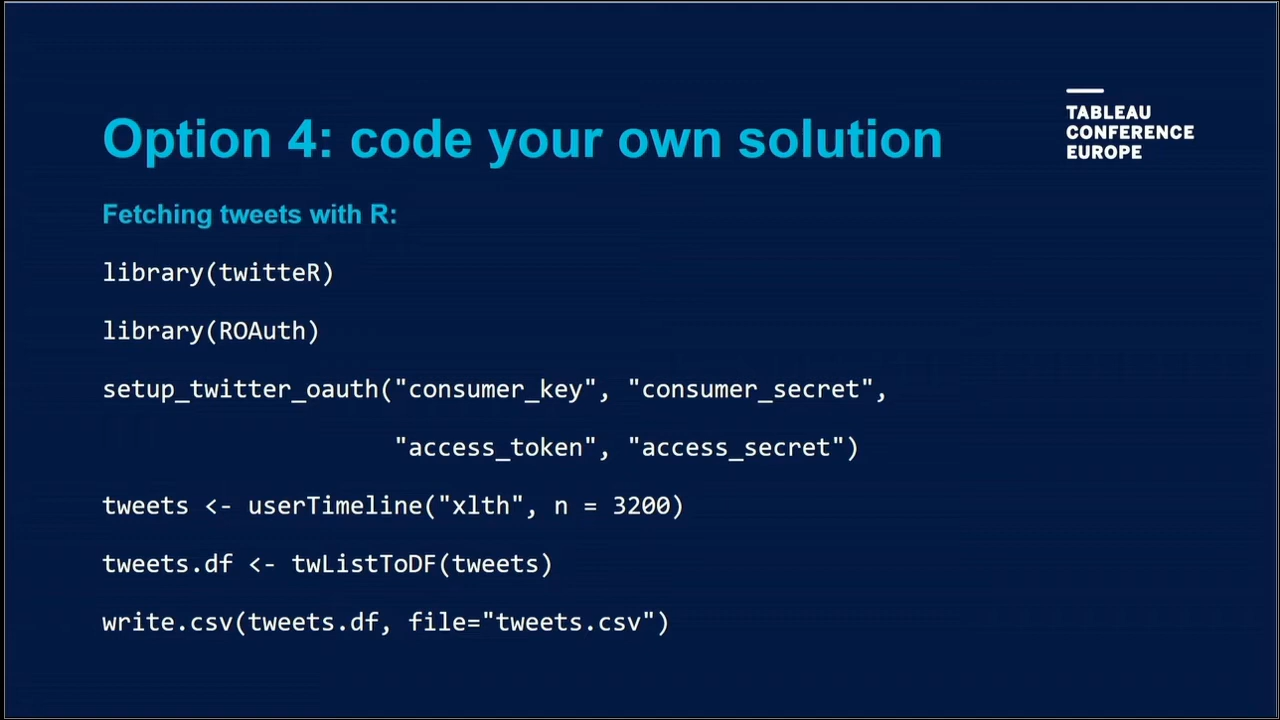 Option 4: code your own solution
TABLEAU
CONFERENCE
EUROPE
Fetching tweets with R:
library(twitteR)
library(ROAuth)
setup_twitter_oauth("consumer_key", "consumer_secret",
"access_token", "access_secret")
tweets <- userTimeline("xlth", n = 3200)
tweets.df <- twListToDF(tweets)
write.csv(tweets.df, file="tweets.csv")